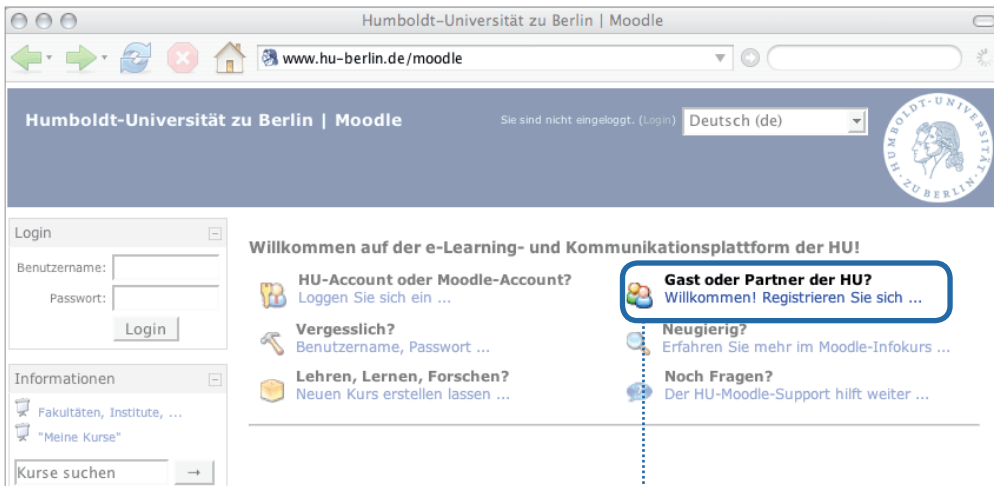 Humboldt-Universität zu Berlin | Moodle
www.hu-berlin.de/moodle
Humboldt-Universität zu Berlin | Moodle
Sie sind nicht eingeloggt. (Login)
Deutsch (de)
HUMBOLDT-UNIVERSITÄT ZU BERLIN
Login
Benutzername:
Passwort:
Login
Informationen
Fakultäten, Institute, ...
"Meine Kurse"
Kurse suchen
→
Willkommen auf der e-Learning- und Kommunikationsplattform der HU!
HU-Account oder Moodle-Account?
Loggen Sie sich ein ...
Gast oder Partner der HU?
Willkommen! Registrieren Sie sich ...
Vergesslich?
Benutzername, Passwort ...
Neugierig?
Erfahren Sie mehr im Moodle-Infokurs ...
Lehren, Lernen, Forschen?
Neuen Kurs erstellen lassen ...
Noch Fragen?
Der HU-Moodle-Support hilft weiter ...